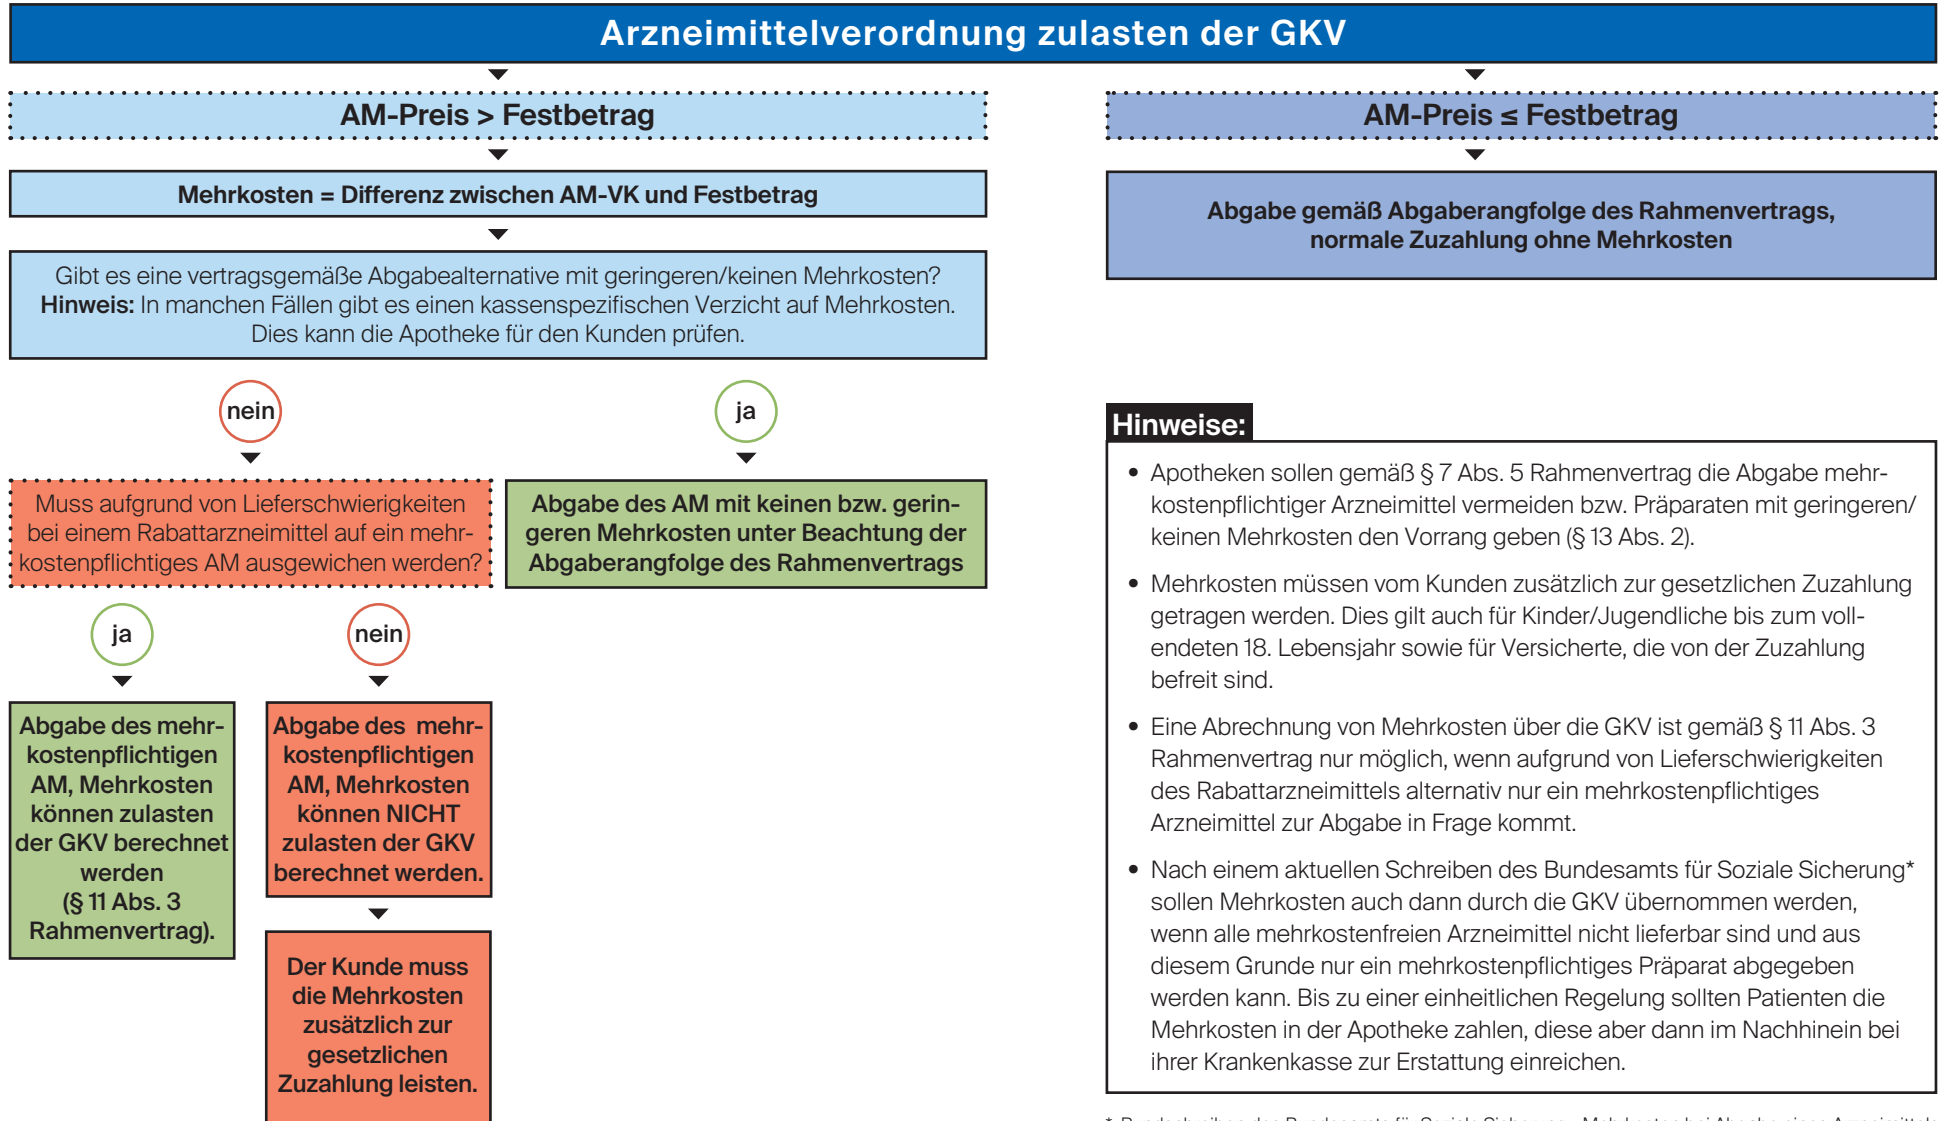 Arzneimittelverordnung zulasten der GKV
AM-Preis > Festbetrag
Mehrkosten = Differenz zwischen AM-VK und Festbetrag
Gibt es eine vertragsgemäße Abgabealternative mit geringeren/keinen Mehrkosten?
Hinweis: In manchen Fällen gibt es einen kassenspezifischen Verzicht auf Mehrkosten.
Dies kann die Apotheke für den Kunden prüfen.
nein
ja
Muss aufgrund von Lieferschwierigkeiten
bei einem Rabattarzneimittel auf ein mehr-
kostenpflichtiges AM ausgewichen werden?
Abgabe des AM mit keinen bzw. gerin-
geren Mehrkosten unter Beachtung der
Abgaberangfolge des Rahmenvertrags
ja
nein
Abgabe des mehr-
kostenpflichtigen
AM, Mehrkosten
können zulasten
der GKV berechnet
werden
(§ 11 Abs. 3
Rahmenvertrag).
Abgabe des mehr-
kostenpflichtigen
AM, Mehrkosten
können NICHT
zulasten der GKV
berechnet werden.
Der Kunde muss
die Mehrkosten
zusätzlich zur
gesetzlichen
Zuzahlung leisten.
AM-Preis ≤ Festbetrag
Abgabe gemäß Abgaberangfolge des Rahmenvertrags,
normale Zuzahlung ohne Mehrkosten
Hinweise:
• Apotheken sollen gemäß § 7 Abs. 5 Rahmenvertrag die Abgabe mehr-
kostenpflichtiger Arzneimittel vermeiden bzw. Präparaten mit geringeren/
keinen Mehrkosten den Vorrang geben (§ 13 Abs. 2).
• Mehrkosten müssen vom Kunden zusätzlich zur gesetzlichen Zuzahlung
getragen werden. Dies gilt auch für Kinder/Jugendliche bis zum voll-
endeten 18. Lebensjahr sowie für Versicherte, die von der Zuzahlung
befreit sind.
• Eine Abrechnung von Mehrkosten über die GKV ist gemäß § 11 Abs. 3
Rahmenvertrag nur möglich, wenn aufgrund von Lieferschwierigkeiten
des Rabattarzneimittels alternativ nur ein mehrkostenpflichtiges
Arzneimittel zur Abgabe in Frage kommt.
• Nach einem aktuellen Schreiben des Bundesamts für Soziale Sicherung*
sollen Mehrkosten auch dann durch die GKV übernommen werden,
wenn alle mehrkostenfreien Arzneimittel nicht lieferbar sind und aus
diesem Grunde nur ein mehrkostenpflichtiges Präparat abgegeben
werden kann. Bis zu einer einheitlichen Regelung sollten Patienten die
Mehrkosten in der Apotheke zahlen, diese aber dann im Nachhinein bei
ihrer Krankenkasse zur Erstattung einreichen.